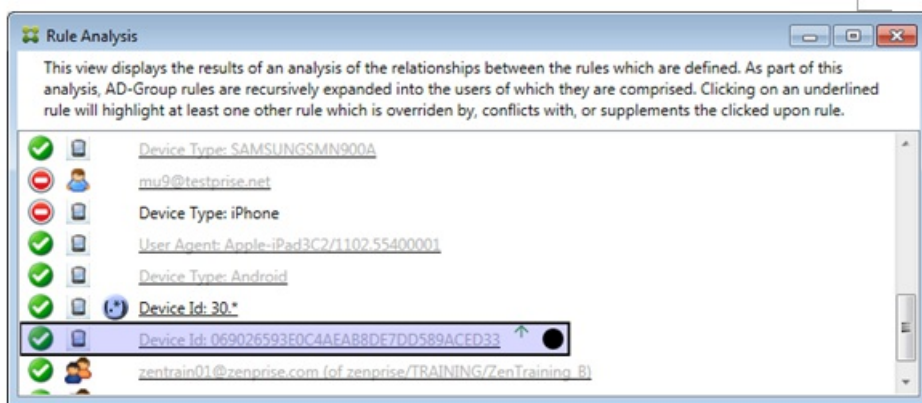 Rule Analysis
This view displays the results of an analysis of the relationships between the rules which are defined. As part of this
analysis, AD-Group rules are recursively expanded into the users of which they are comprised. Clicking on an underlined
rule will highlight at least one other rule which is overriden by, conflicts with, or supplements the clicked upon rule.
Device Type: SAMSUNGSMN900A
mu9@testprise.net
Device Type: iPhone
User Agent: Apple-iPad3C2/1102.55400001
Device Type: Android
(.*) Device Id: 30.*
Device Id: 069026593E0C4AEAB8DE7DD589ACED33
zentrain01@zenprise.com (of zenprise/TRAINING/ZenTraining_B)